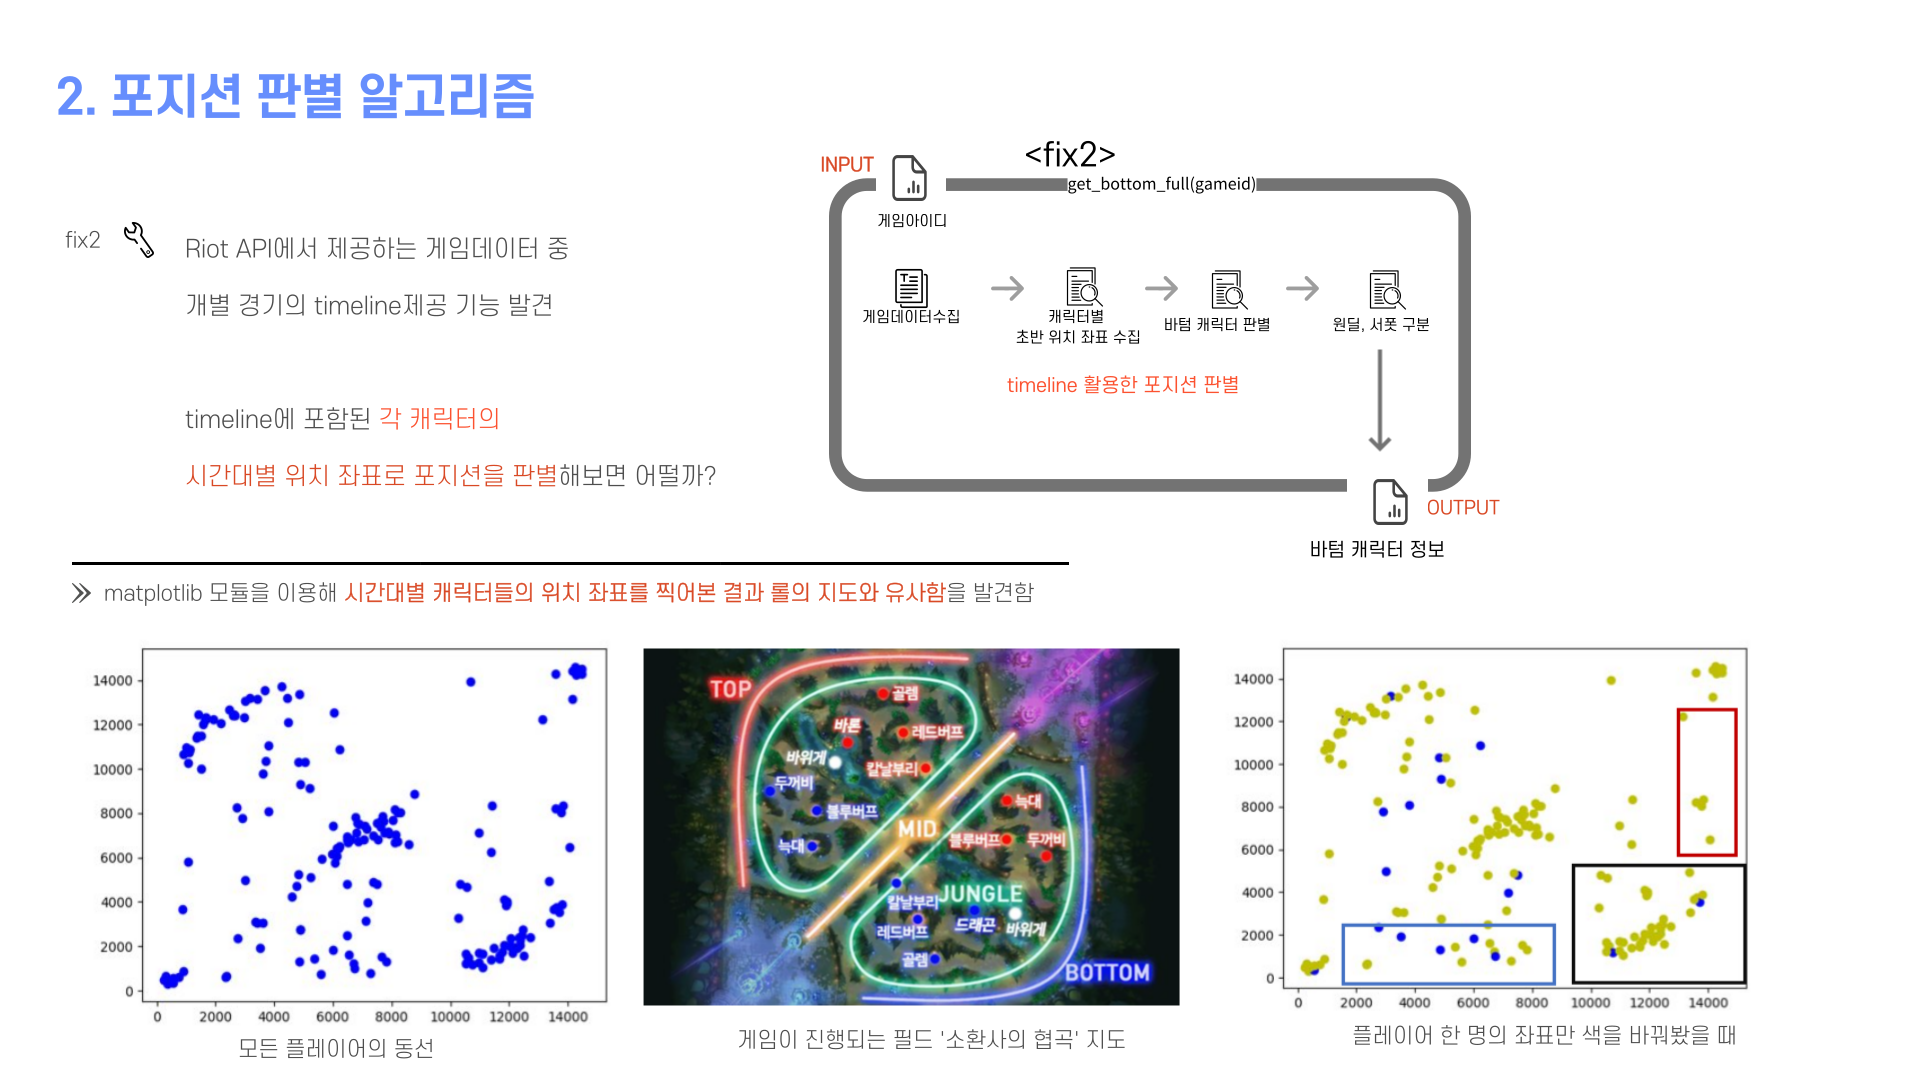 2. 포지션 판별 알고리즘
fix2
Riot API에서 제공하는 게임데이터 중
개별 경기의 timeline제공 기능 발견
timeline에 포함된 각 캐릭터의
시간대별 위치 좌표로 포지션을 판별해보면 어떨까?
<fix2>
INPUT
get_bottom_full(gameid)
게임아이디
게임데이터수집
캐릭터별
초반 위치 좌표 수집
바텀 캐릭터 판별
원딜, 서폿 구분
timeline 활용한 포지션 판별
OUTPUT
바텀 캐릭터 정보
matplotlib 모듈을 이용해 시간대별 캐릭터들의 위치 좌표를 찍어본 결과 롤의 지도와 유사함을 발견함
14000
12000
10000
8000
6000
4000
2000
0
0 2000 4000 6000 8000 10000 12000 14000
모든 플레이어의 동선
TOP
골렘
바론
레드버프
바위게
칼날부리
두꺼비
블루버프
늑대
MID
늑대
블루버프
두꺼비
JUNGLE
칼날부리
드래곤
바위게
레드버프
골렘
BOTTOM
게임이 진행되는 필드 '소환사의 협곡' 지도
14000
12000
10000
8000
6000
4000
2000
0
0 2000 4000 6000 8000 10000 12000 14000
플레이어 한 명의 좌표만 색을 바꿔봤을 때